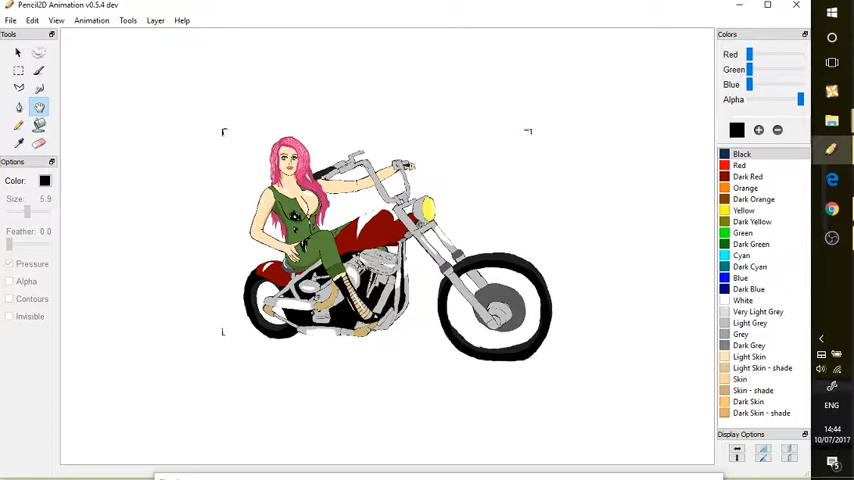 Pencil2D Animation v0.5.4 dev
File Edit View Animation Tools Layer Help
Tools
Options
Color:
Size: 5.9
Feather: 0.0
Pressure
Alpha
Contours
Invisible
Colors
Red
Green
Blue
Alpha
Black
Red
Dark Red
Orange
Dark Orange
Yellow
Dark Yellow
Green
Dark Green
Cyan
Dark Cyan
Blue
Dark Blue
White
Very Light Grey
Light Grey
Grey
Dark Grey
Light Skin
Light Skin - shade
Skin
Skin - shade
Dark Skin
Dark Skin - shade
Display Options
ENG
14:44
10/07/2017
5